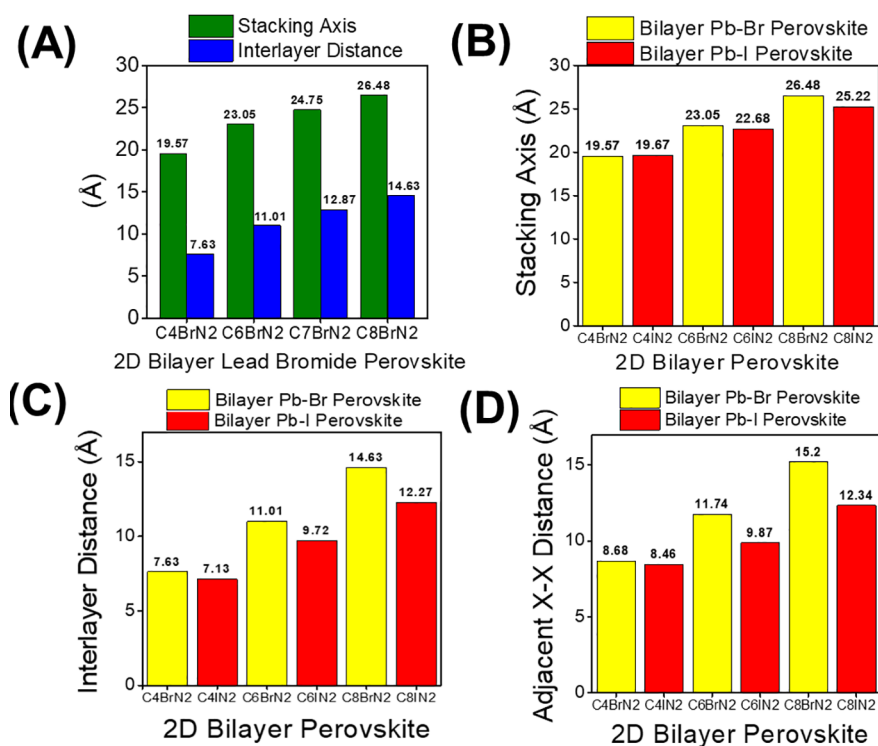 (A)
Stacking Axis
Interlayer Distance
(Å)
30
25
20
15
10
5
0
19.57
7.63
23.05
11.01
24.75
12.87
26.48
14.63
C4BrN2 C6BrN2 C7BrN2 C8BrN2
2D Bilayer Lead Bromide Perovskite
(B)
Bilayer Pb-Br Perovskite
Bilayer Pb-I Perovskite
Stacking Axis (Å)
30
25
20
15
10
5
0
19.57
19.67
23.05
22.68
26.48
25.22
C4BrN2 C4IN2 C6BrN2 C6IN2 C8BrN2 C8IN2
2D Bilayer Perovskite
(C)
Bilayer Pb-Br Perovskite
Bilayer Pb-I Perovskite
Interlayer Distance (Å)
15
10
5
0
7.63
7.13
11.01
9.72
14.63
12.27
C4BrN2 C4IN2 C6BrN2 C6IN2 C8BrN2 C8IN2
2D Bilayer Perovskite
(D)
Bilayer Pb-Br Perovskite
Bilayer Pb-I Perovskite
Adjacent X-X Distance (Å)
15
10
5
0
8.68
8.46
11.74
9.87
15.2
12.34
C4BrN2 C4IN2 C6BrN2 C6IN2 C8BrN2 C8IN2
2D Bilayer Perovskite